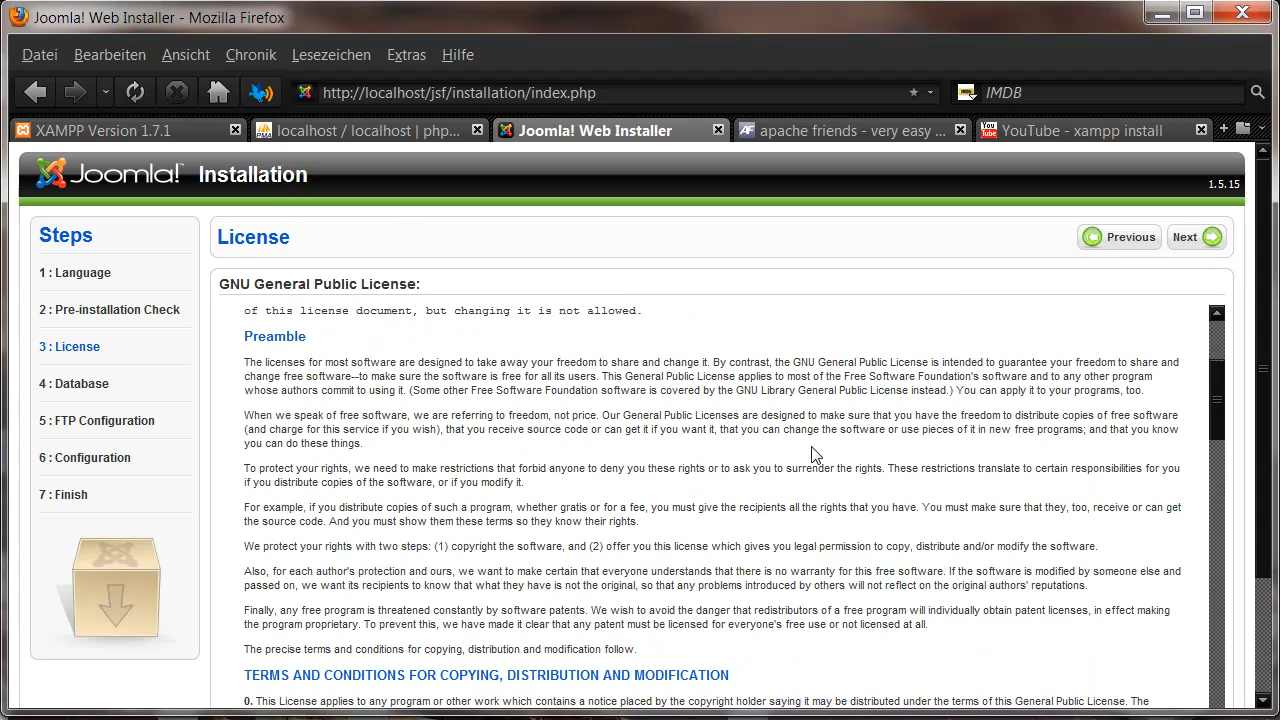 Joomla! Web Installer - Mozilla Firefox
Datei Bearbeiten Ansicht Chronik Lesezeichen Extras Hilfe
http://localhost/jsf/installation/index.php IMDB
XAMPP Version 1.7.1 localhost / localhost | php... Joomla! Web Installer apache friends - very easy ... YouTube - xampp install
Joomla! Installation
1.5.15
Steps
1 : Language
2 : Pre-installation Check
3 : License
4 : Database
5 : FTP Configuration
6 : Configuration
7 : Finish
License
Previous Next
GNU General Public License:
of this license document, but changing it is not allowed.
Preamble
The licenses for most software are designed to take away your freedom to share and change it. By contrast, the GNU General Public License is intended to guarantee your freedom to share and
change free software--to make sure the software is free for all its users. This General Public License applies to most of the Free Software Foundation's software and to any other program
whose authors commit to using it. (Some other Free Software Foundation software is covered by the GNU Library General Public License instead.) You can apply it to your programs, too.
When we speak of free software, we are referring to freedom, not price. Our General Public Licenses are designed to make sure that you have the freedom to distribute copies of free software
(and charge for this service if you wish), that you receive source code or can get it if you want it, that you can change the software or use pieces of it in new free programs; and that you know
you can do these things.
To protect your rights, we need to make restrictions that forbid anyone to deny you these rights or to ask you to surrender the rights. These restrictions translate to certain responsibilities for you
if you distribute copies of the software, or if you modify it.
For example, if you distribute copies of such a program, whether gratis or for a fee, you must give the recipients all the rights that you have. You must make sure that they, too, receive or can get
the source code. And you must show them these terms so they know their rights.
We protect your rights with two steps: (1) copyright the software, and (2) offer you this license which gives you legal permission to copy, distribute and/or modify the software.
Also, for each author's protection and ours, we want to make certain that everyone understands that there is no warranty for this free software. If the software is modified by someone else and
passed on, we want its recipients to know that what they have is not the original, so that any problems introduced by others will not reflect on the original authors' reputations.
Finally, any free program is threatened constantly by software patents. We wish to avoid the danger that redistributors of a free program will individually obtain patent licenses, in effect making
the program proprietary. To prevent this, we have made it clear that any patent must be licensed for everyone's free use or not licensed at all.
The precise terms and conditions for copying, distribution and modification follow.
TERMS AND CONDITIONS FOR COPYING, DISTRIBUTION AND MODIFICATION
0. This License applies to any program or other work which contains a notice placed by the copyright holder saying it may be distributed under the terms of this General Public License. The